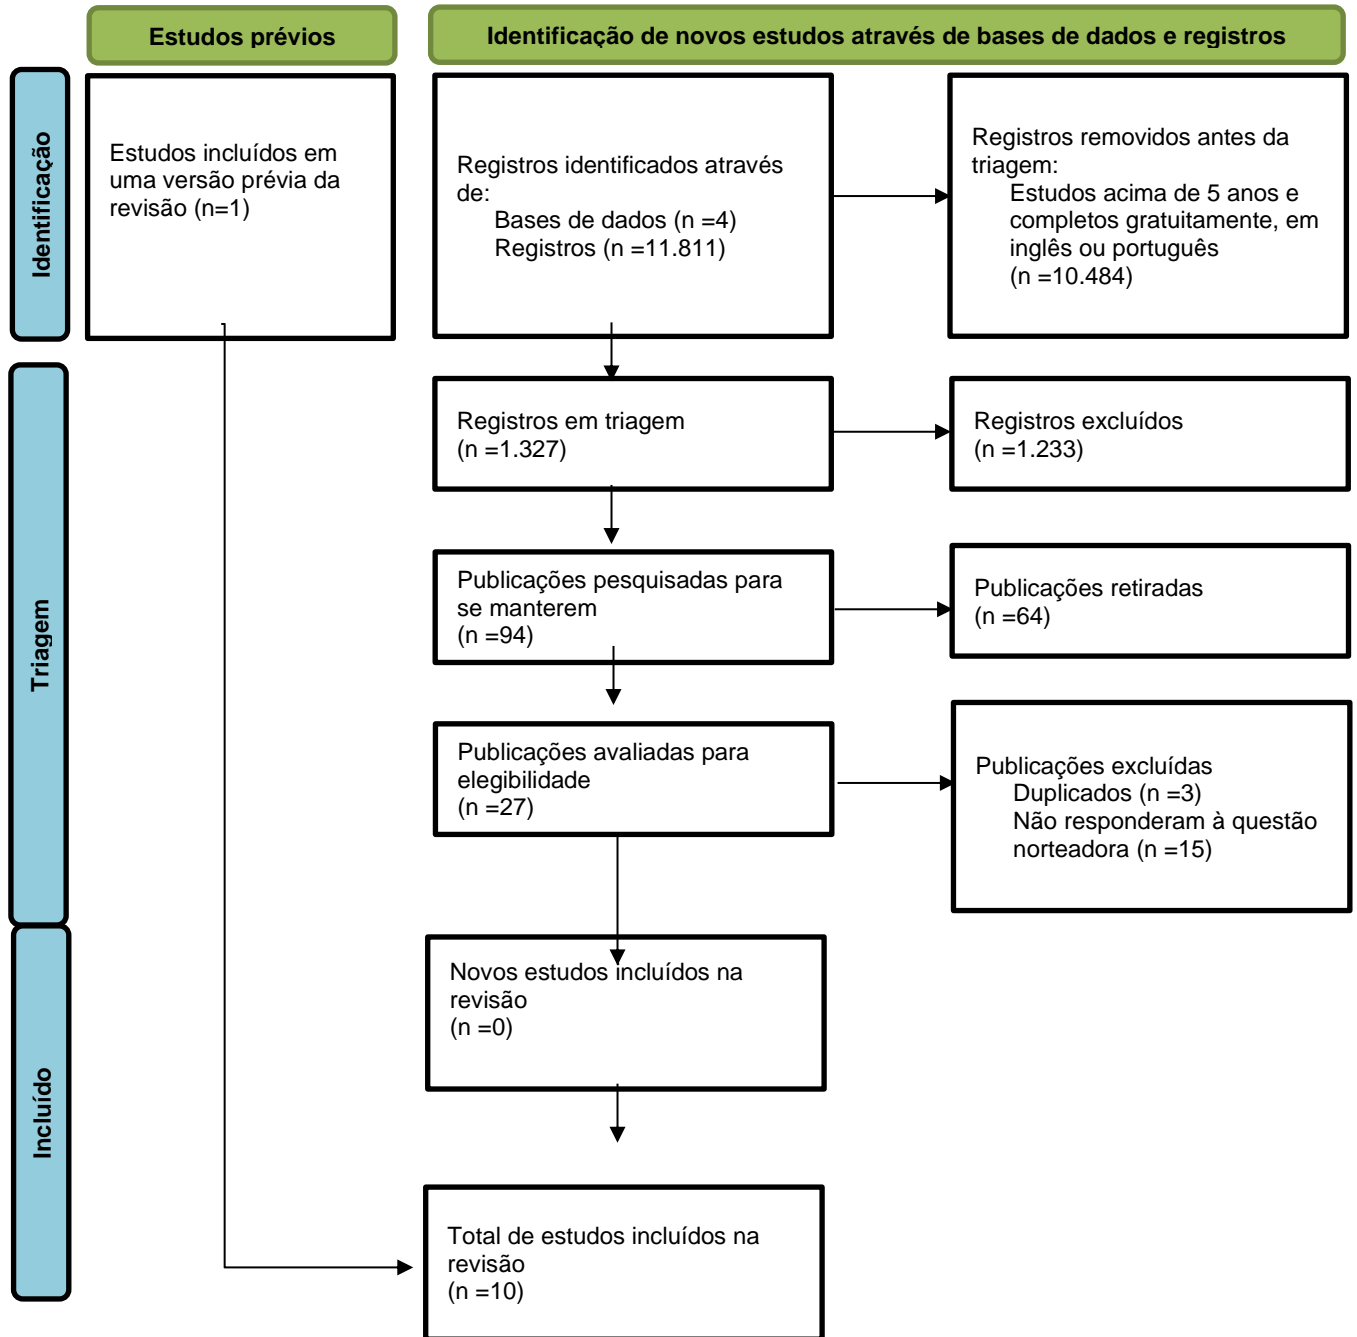 Estudos prévios
Identificação de novos estudos através de bases de dados e registros
Identificação
Estudos incluídos em
uma versão prévia da
revisão (n=1)
Registros identificados através
de:
Bases de dados (n =4)
Registros (n =11.811)
Registros removidos antes da
triagem:
Estudos acima de 5 anos e
completos gratuitamente, em
inglês ou português
(n =10.484)
Triagem
Registros em triagem
(n =1.327)
Registros excluídos
(n =1.233)
Publicações pesquisadas para
se manterem
(n =94)
Publicações retiradas
(n =64)
Publicações avaliadas para
elegibilidade
(n =27)
Publicações excluídas
Duplicados (n =3)
Não responderam à questão
norteadora (n =15)
Incluído
Novos estudos incluídos na
revisão
(n =0)
Total de estudos incluídos na
revisão
(n =10)